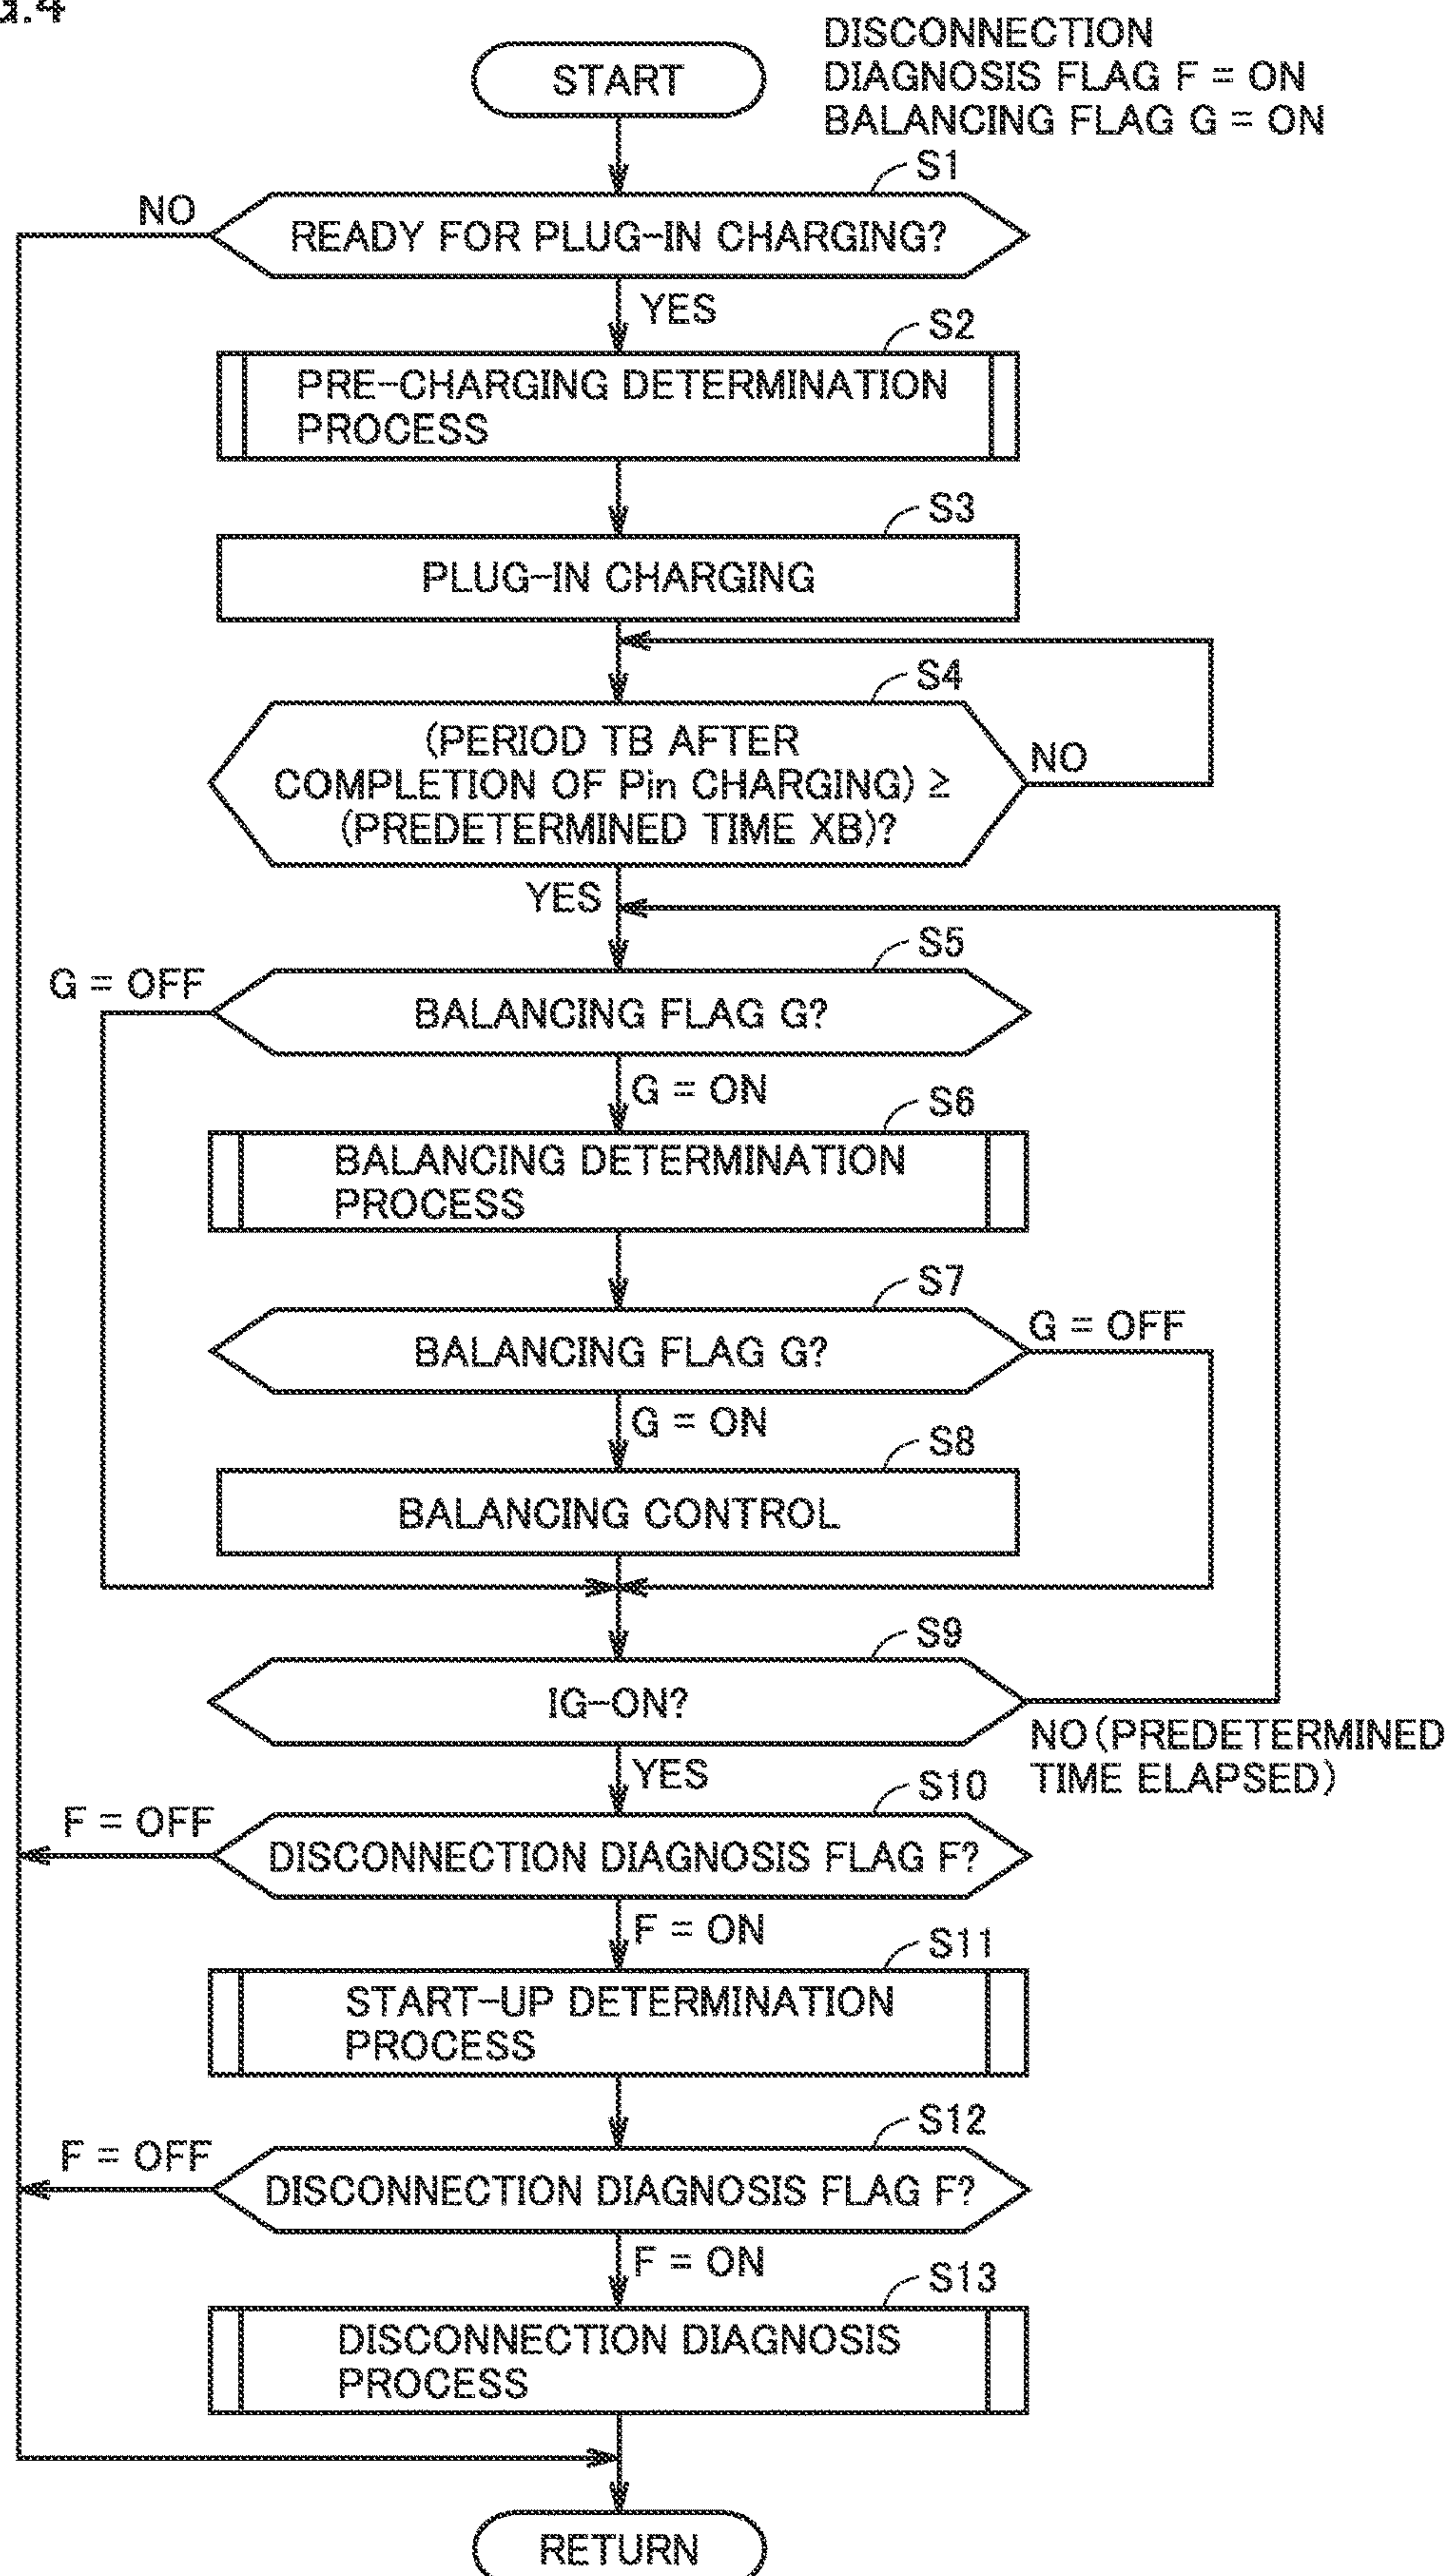 G.4
START
DISCONNECTION
DIAGNOSIS FLAG F = ON
BALANCING FLAG G = ON
S1
NO
READY FOR PLUG-IN CHARGING?
YES
S2
PRE-CHARGING DETERMINATION
PROCESS
S3
PLUG-IN CHARGING
S4
(PERIOD TB AFTER
COMPLETION OF Pin CHARGING) ≥
(PREDETERMINED TIME XB)?
NO
YES
S5
G = OFF
BALANCING FLAG G?
G = ON
S6
BALANCING DETERMINATION
PROCESS
S7
BALANCING FLAG G?
G = OFF
G = ON
S8
BALANCING CONTROL
S9
IG-ON?
NO (PREDETERMINED
TIME ELAPSED)
YES
S10
F = OFF
DISCONNECTION DIAGNOSIS FLAG F?
F = ON
S11
START-UP DETERMINATION
PROCESS
S12
F = OFF
DISCONNECTION DIAGNOSIS FLAG F?
F = ON
S13
DISCONNECTION DIAGNOSIS
PROCESS
RETURN